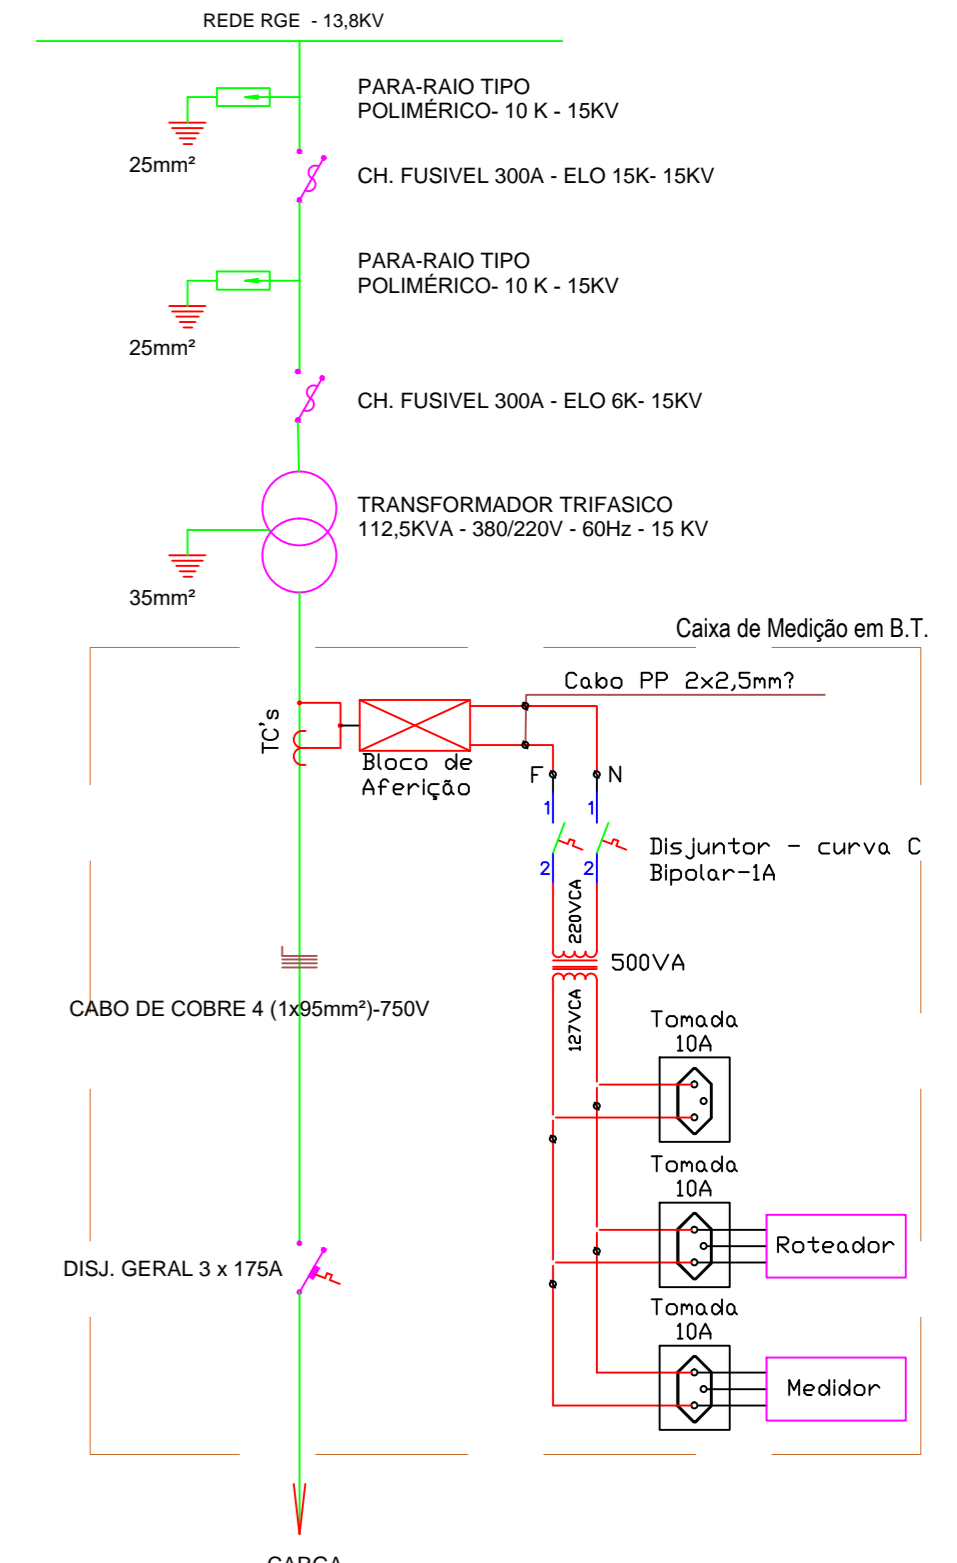 REDE RGE - 13,8KV
PARA-RAIO TIPO
POLIMÉRICO- 10 K - 15KV
25mm²
CH. FUSIVEL 300A - ELO 15K- 15KV
PARA-RAIO TIPO
POLIMÉRICO- 10 K - 15KV
25mm²
CH. FUSIVEL 300A - ELO 6K- 15KV
TRANSFORMADOR TRIFASICO
112,5KVA - 380/220V - 60Hz - 15 KV
35mm²
Caixa de Medição em B.T.
Cabo PP 2x2,5mm?
TC's
Bloco de
Aferição
F N
1 1
Disjuntor - curva C
Bipolar-1A
2 2
220VCA
500VA
127VCA
CABO DE COBRE 4 (1x95mm²)-750V
Tomada
10A
Tomada
10A
Roteador
DISJ. GERAL 3 x 175A
Tomada
10A
Medidor
CARGA